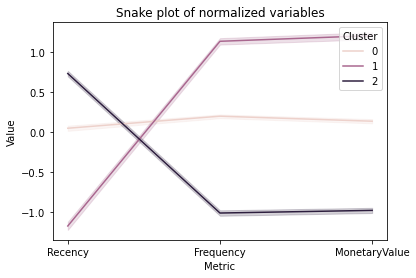 Snake plot of normalized variables
Cluster
0
1
2
1.0
0.5
0.0
−0.5
−1.0
Value
Recency
Frequency
MonetaryValue
Metric